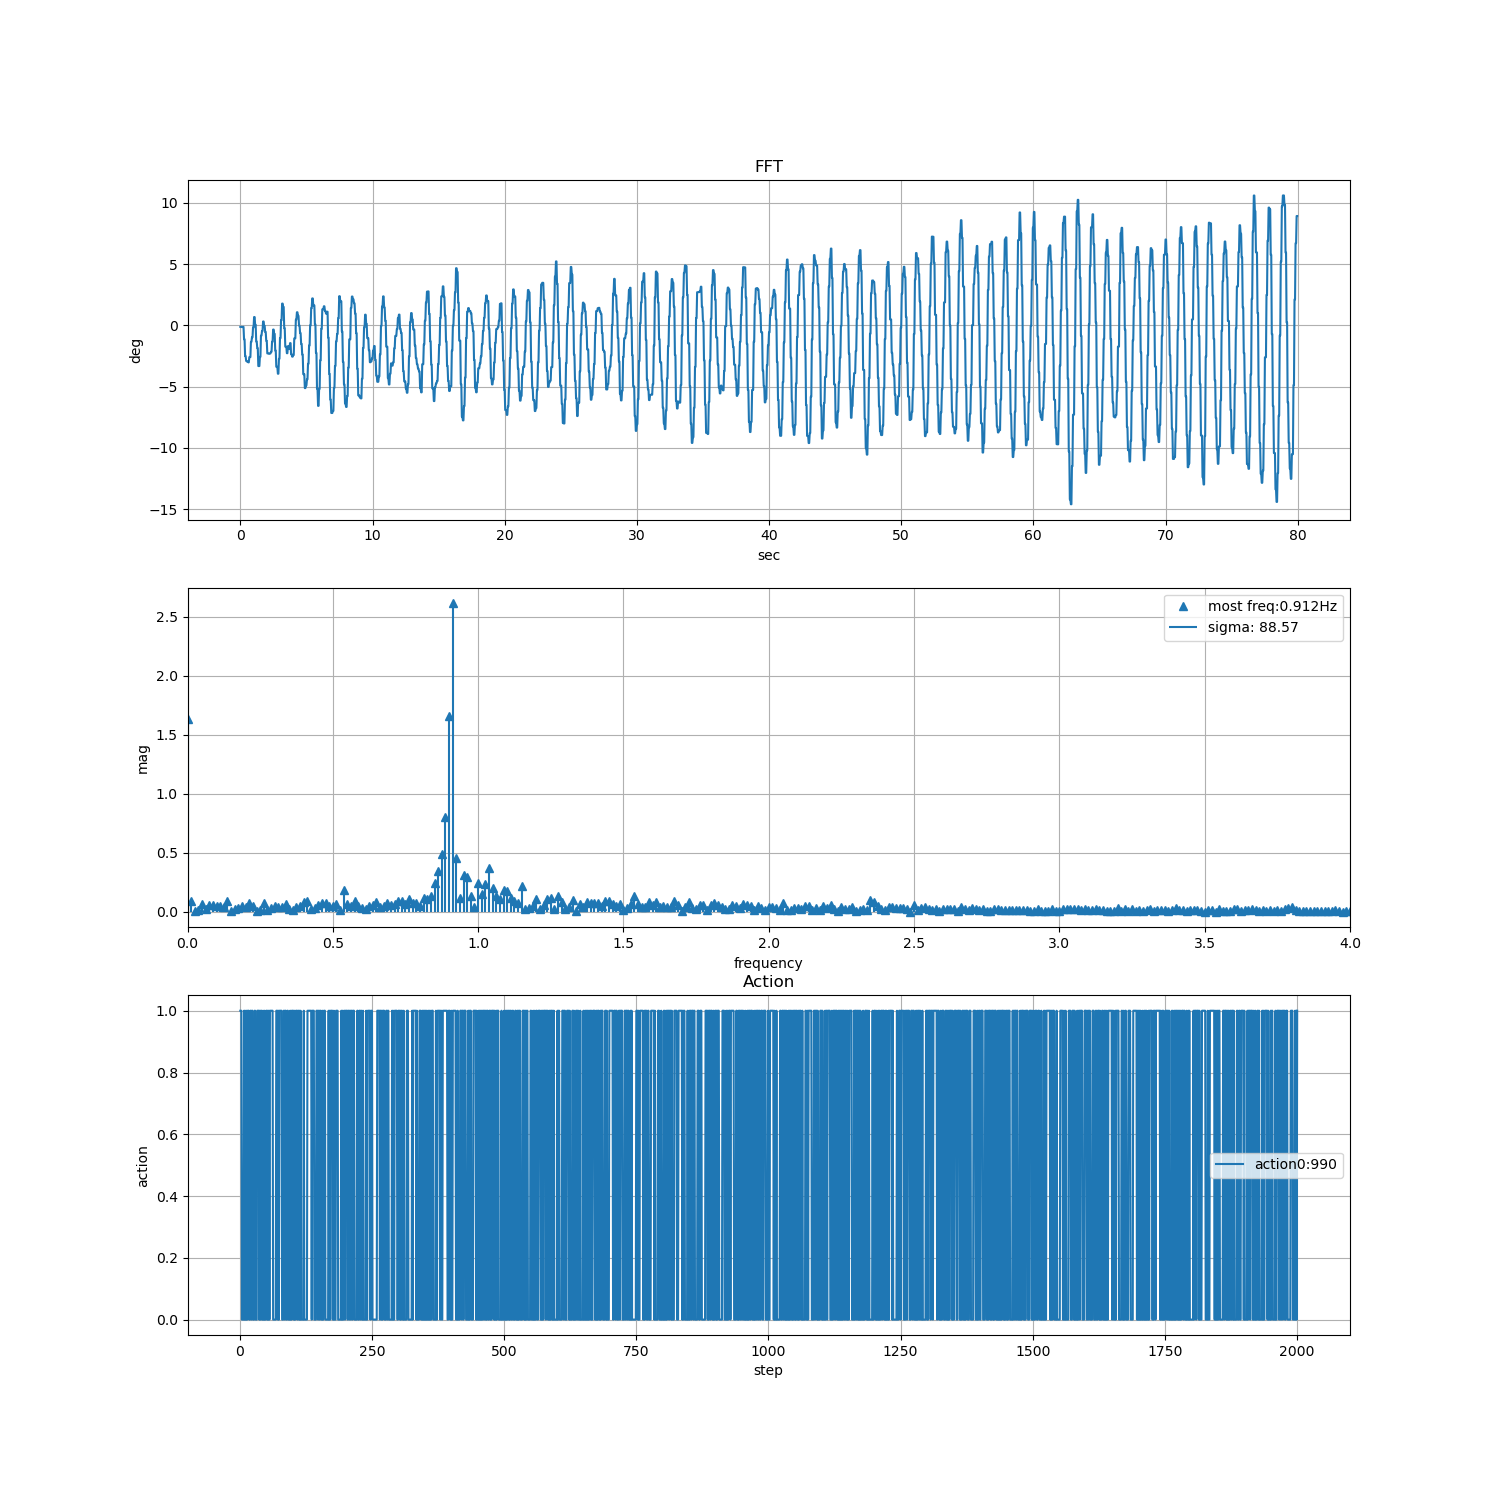 FFT
10
5
0
−5
−10
−15
deg
0 10 20 30 40 50 60 70 80
sec
most freq:0.912Hz
sigma: 88.57
2.5
2.0
1.5
1.0
0.5
0.0
mag
0.0 0.5 1.0 1.5 2.0 2.5 3.0 3.5 4.0
frequency
Action
1.0
0.8
0.6
0.4
0.2
0.0
action
action0:990
0 250 500 750 1000 1250 1500 1750 2000
step